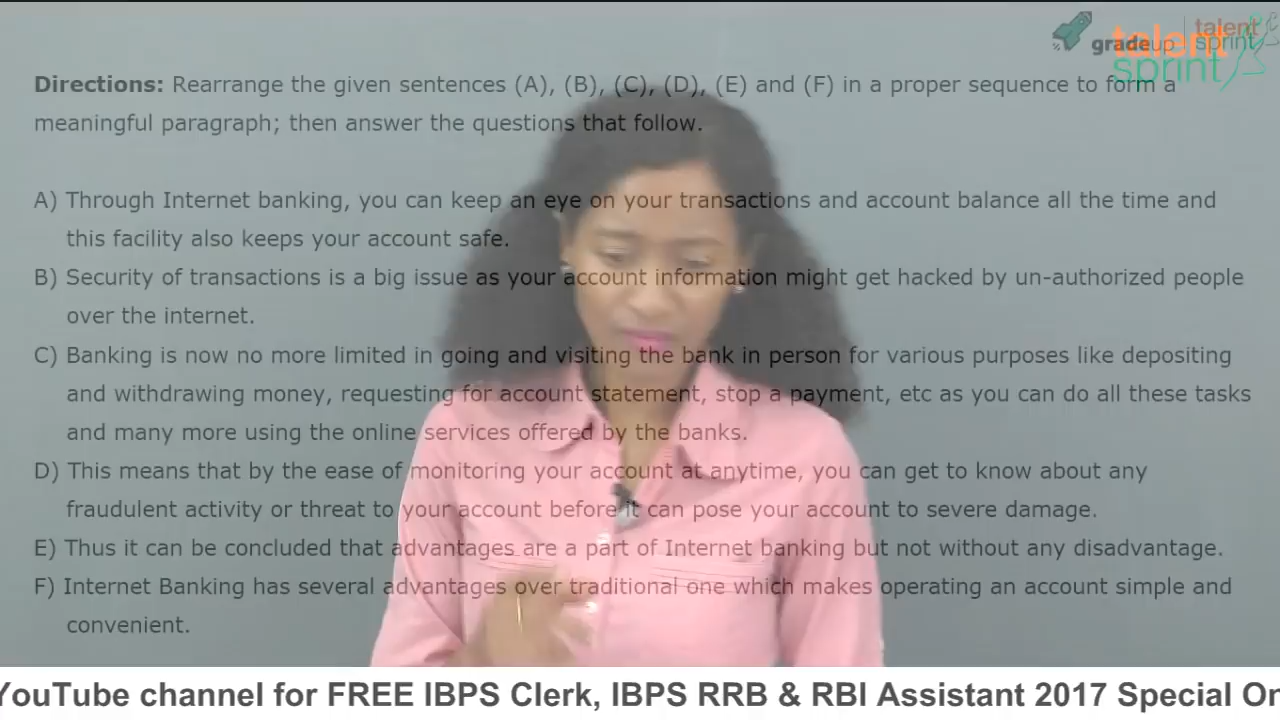 gradeup
talent
sprint
talent
sprint
Directions: Rearrange the given sentences (A), (B), (C), (D), (E) and (F) in a proper sequence to form a
meaningful paragraph; then answer the questions that follow.
A) Through Internet banking, you can keep an eye on your transactions and account balance all the time and
this facility also keeps your account safe.
B) Security of transactions is a big issue as your account information might get hacked by un-authorized people
over the internet.
C) Banking is now no more limited in going and visiting the bank in person for various purposes like depositing
and withdrawing money, requesting for account statement, stop a payment, etc as you can do all these tasks
and many more using the online services offered by the banks.
D) This means that by the ease of monitoring your account at anytime, you can get to know about any
fraudulent activity or threat to your account before it can pose your account to severe damage.
E) Thus it can be concluded that advantages are a part of Internet banking but not without any disadvantage.
F) Internet Banking has several advantages over traditional one which makes operating an account simple and
convenient.
YouTube channel for FREE IBPS Clerk, IBPS RRB & RBI Assistant 2017 Special On